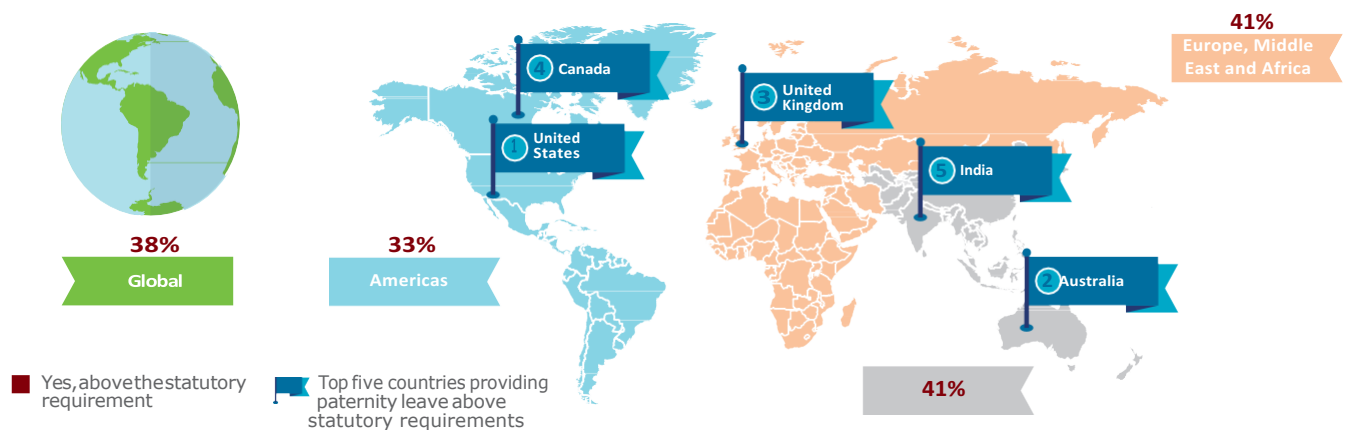 41%
Europe, Middle
East and Africa
4 Canada
3 United
Kingdom
1 United
States
5 India
2 Australia
38%
Global
33%
Americas
41%
Yes, above the statutory
requirement
Top five countries providing
paternity leave above
statutory requirements